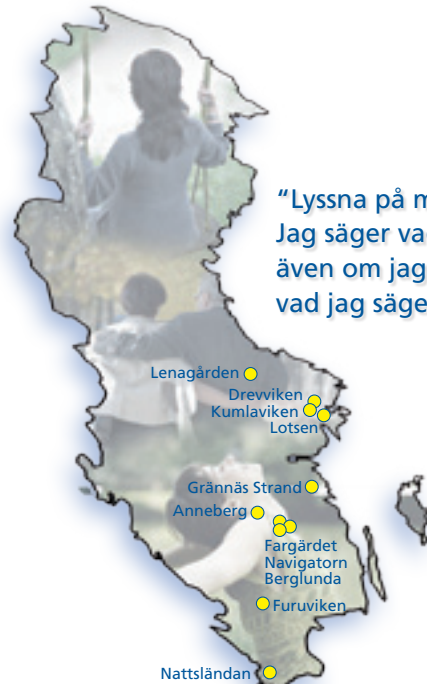 "Lyssna på m
Jag säger va
även om jag
vad jag säge
Lenagården
Drevviken
Kumlaviken
Lotsen
Grännäs Strand
Anneberg
Fargärdet
Navigatorn
Berglunda
Furuviken
Nattsländan